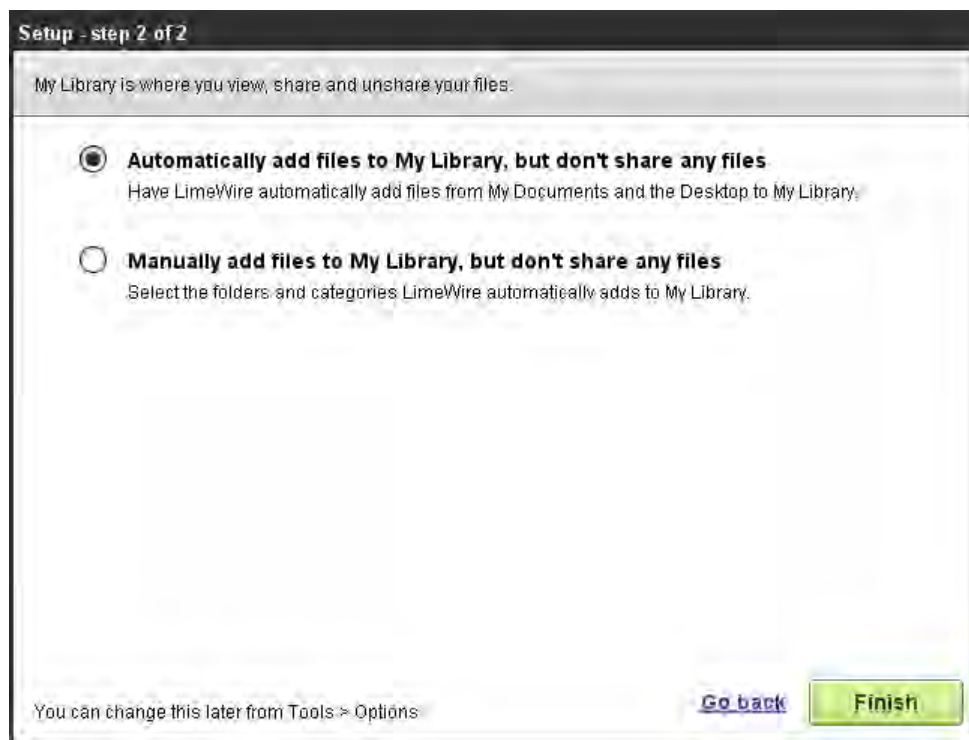 Setup - step 2 of 2
My Library is where you view, share and unshare your files.
Automatically add files to My Library, but don't share any files
Have LimeWire automatically add files from My Documents and the Desktop to My Library.
Manually add files to My Library, but don't share any files
Select the folders and categories LimeWire automatically adds to My Library.
You can change this later from Tools > Options
Go back
Finish